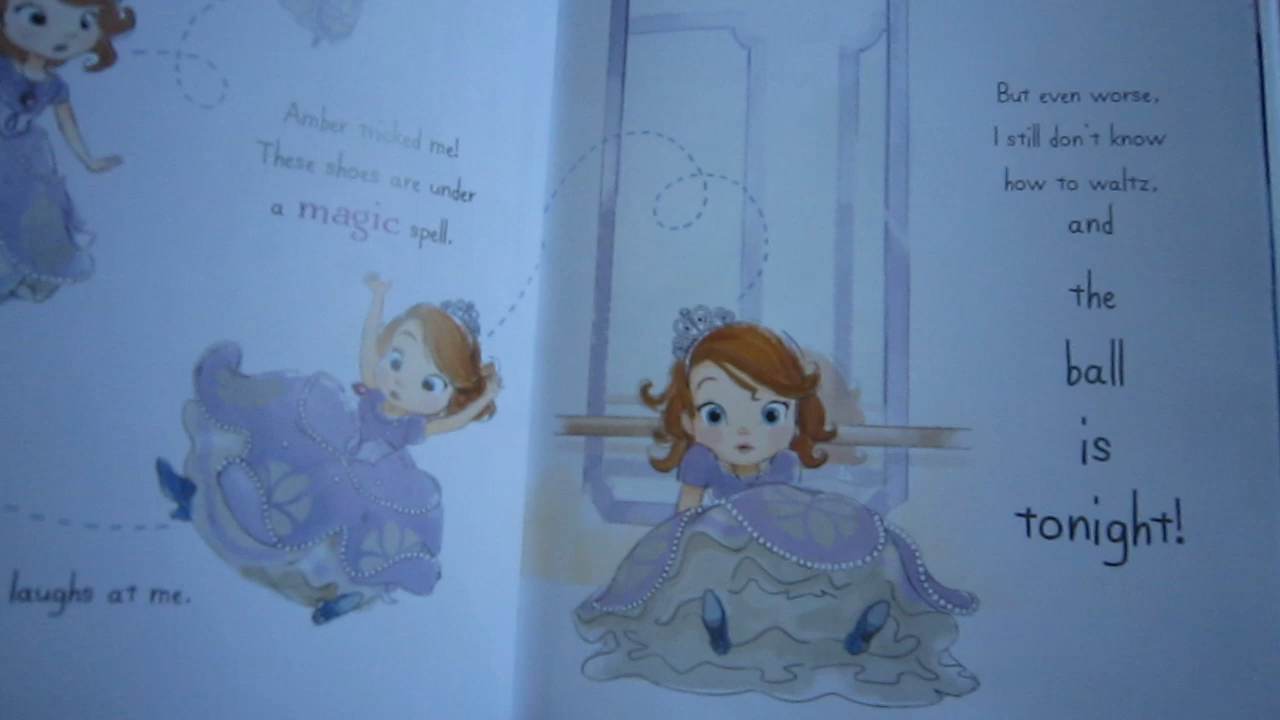 Amber tricked me!
These shoes are under
a magic spell.
laughs at me.
But even worse,
I still don't know
how to waltz,
and
the
ball
is
tonight!